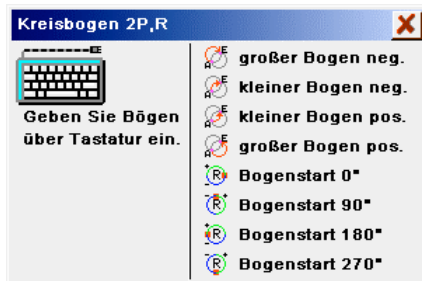 Kreisbogen 2P,R
Geben Sie Bögen
über Tastatur ein.
großer Bogen neg.
kleiner Bogen neg.
kleiner Bogen pos.
großer Bogen pos.
Bogenstart 0°
Bogenstart 90°
Bogenstart 180°
Bogenstart 270°